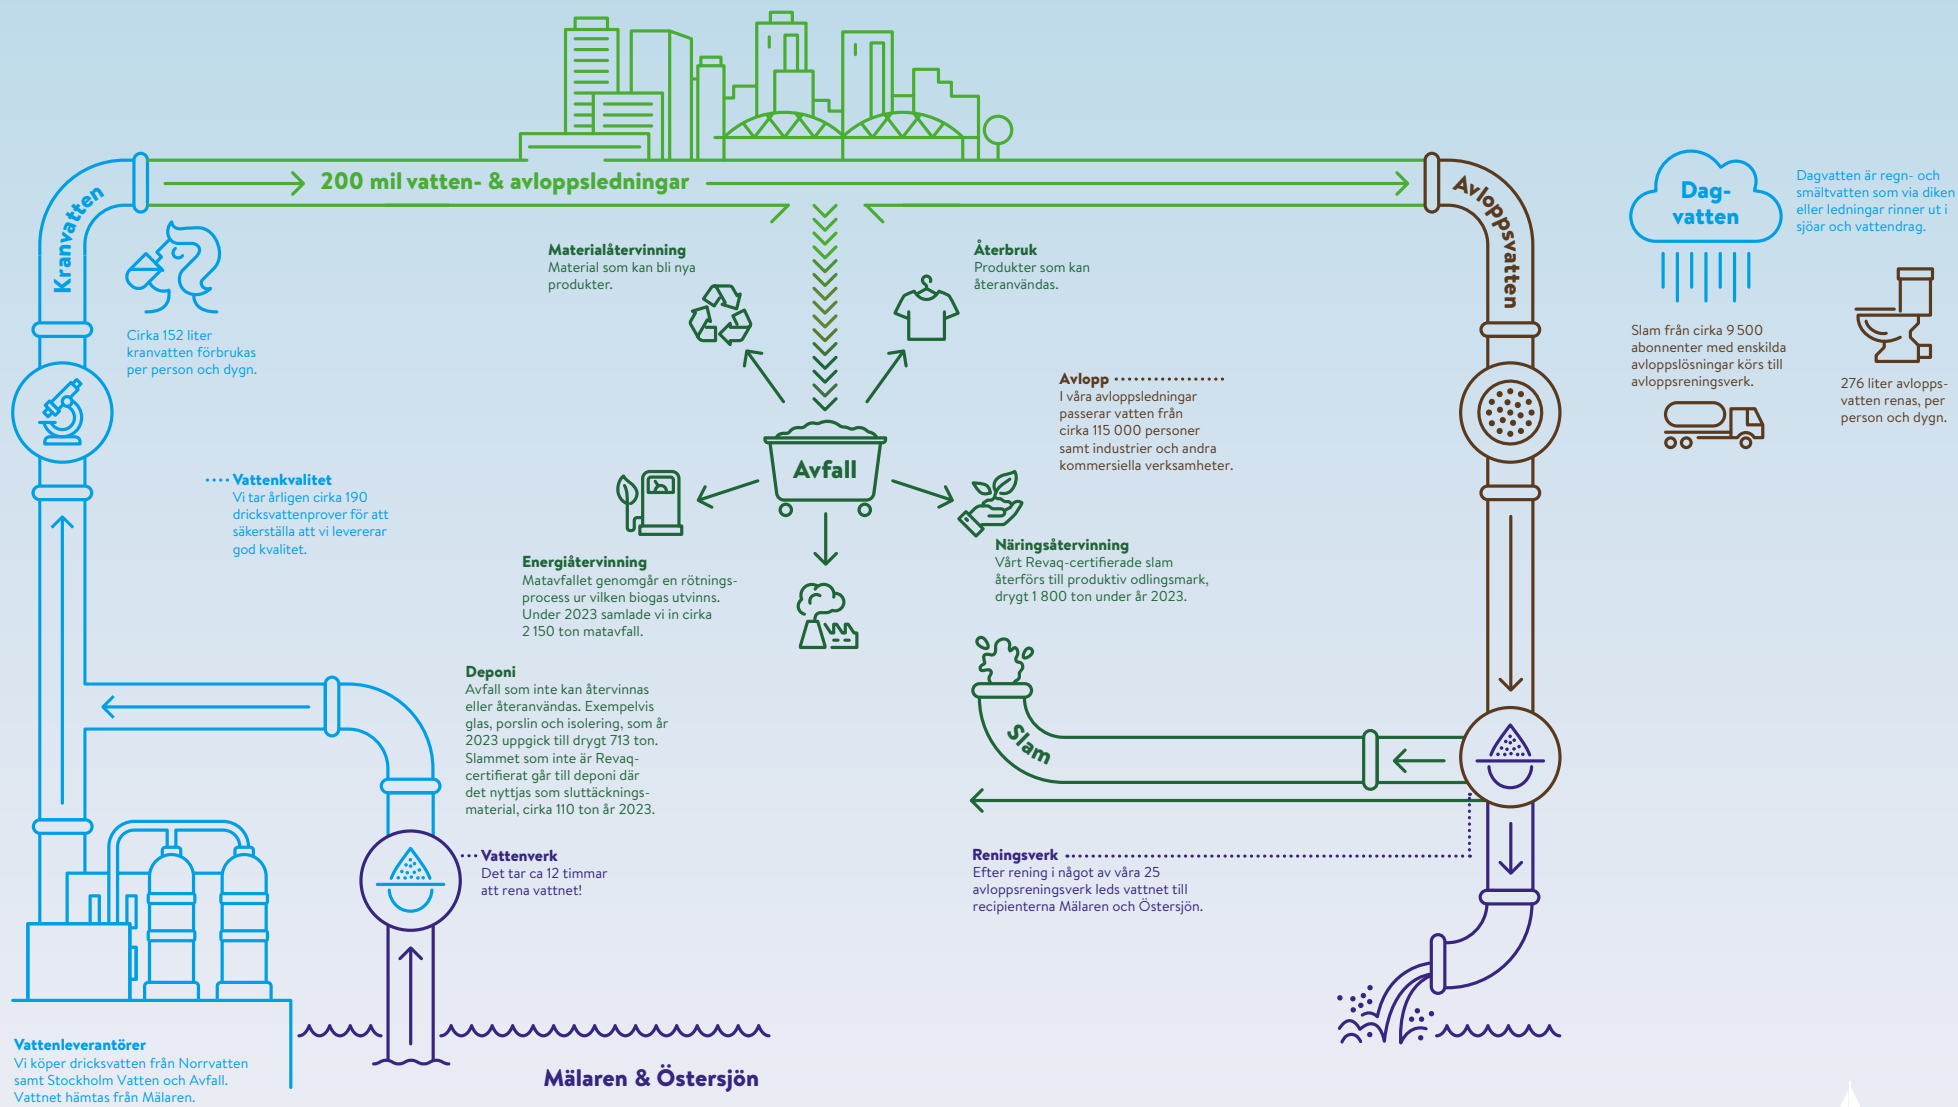 200 mil vatten- & avloppsledningar
Kranvatten
Cirka 152 liter
kranvatten förbrukas
per person och dygn.
Vattenkvalitet
Vi tar årligen cirka 190
dricksvattenprover för att
säkerställa att vi levererar
god kvalitet.
Materialåtervinning
Material som kan bli nya
produkter.
Återbruk
Produkter som kan
återanvändas.
Avfall
Energiåtervinning
Matavfallet genomgår en rötnings-
process ur vilken biogas utvinns.
Under 2023 samlade vi in cirka
2 150 ton matavfall.
Näringsåtervinning
Vårt Revaq-certifierade slam
återförs till produktiv odlingsmark,
drygt 1 800 ton under år 2023.
Deponi
Avfall som inte kan återvinnas
eller återanvändas. Exempelvis
glas, porslin och isolering, som år
2023 uppgick till drygt 713 ton.
Slammet som inte är Revaq-
certifierat går till deponi där
det nyttjas som sluttäcknings-
material, cirka 110 ton år 2023.
Avloppsvatten
Avlopp
I våra avloppsledningar
passerar vatten från
cirka 115 000 personer
samt industrier och andra
kommersiella verksamheter.
Dag-
vatten
Dagvatten är regn- och
smältvatten som via diken
eller ledningar rinner ut i
sjöar och vattendrag.
Slam från cirka 9 500
abonnenter med enskilda
avloppslösningar körs till
avloppsreningsverk.
276 liter avlopps-
vatten renas, per
person och dygn.
Slam
Vattenverk
Det tar ca 12 timmar
att rena vattnet!
Reningsverk
Efter rening i något av våra 25
avloppsreningsverk leds vattnet till
recipienterna Mälaren och Östersjön.
Vattenleverantörer
Vi köper dricksvatten från Norrvatten
samt Stockholm Vatten och Avfall.
Vattnet hämtas från Mälaren.
Mälaren & Östersjön